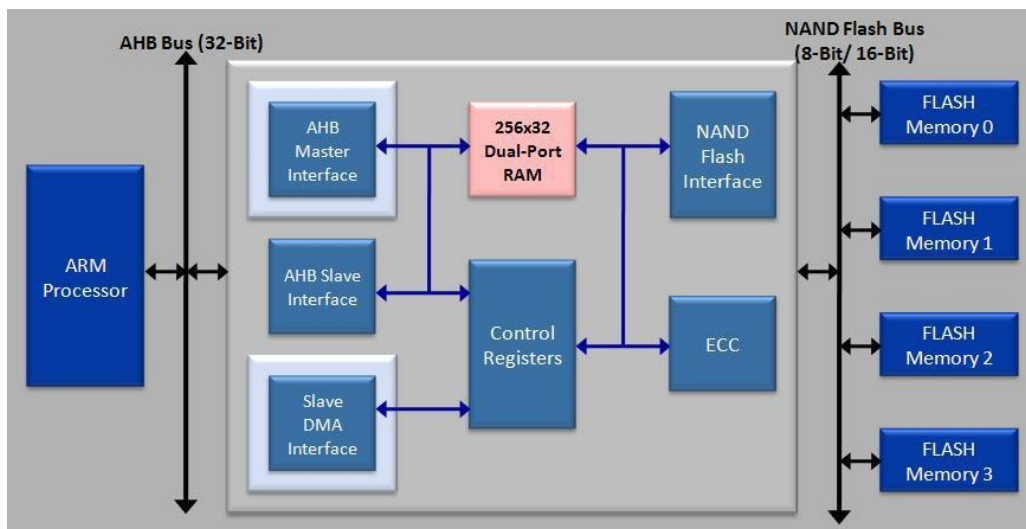 AHB Bus (32-Bit)
NAND Flash Bus
(8-Bit/ 16-Bit)
ARM
Processor
AHB
Master
Interface
256x32
Dual-Port
RAM
NAND
Flash
Interface
AHB Slave
Interface
Control
Registers
ECC
Slave
DMA
Interface
FLASH
Memory 0
FLASH
Memory 1
FLASH
Memory 2
FLASH
Memory 3